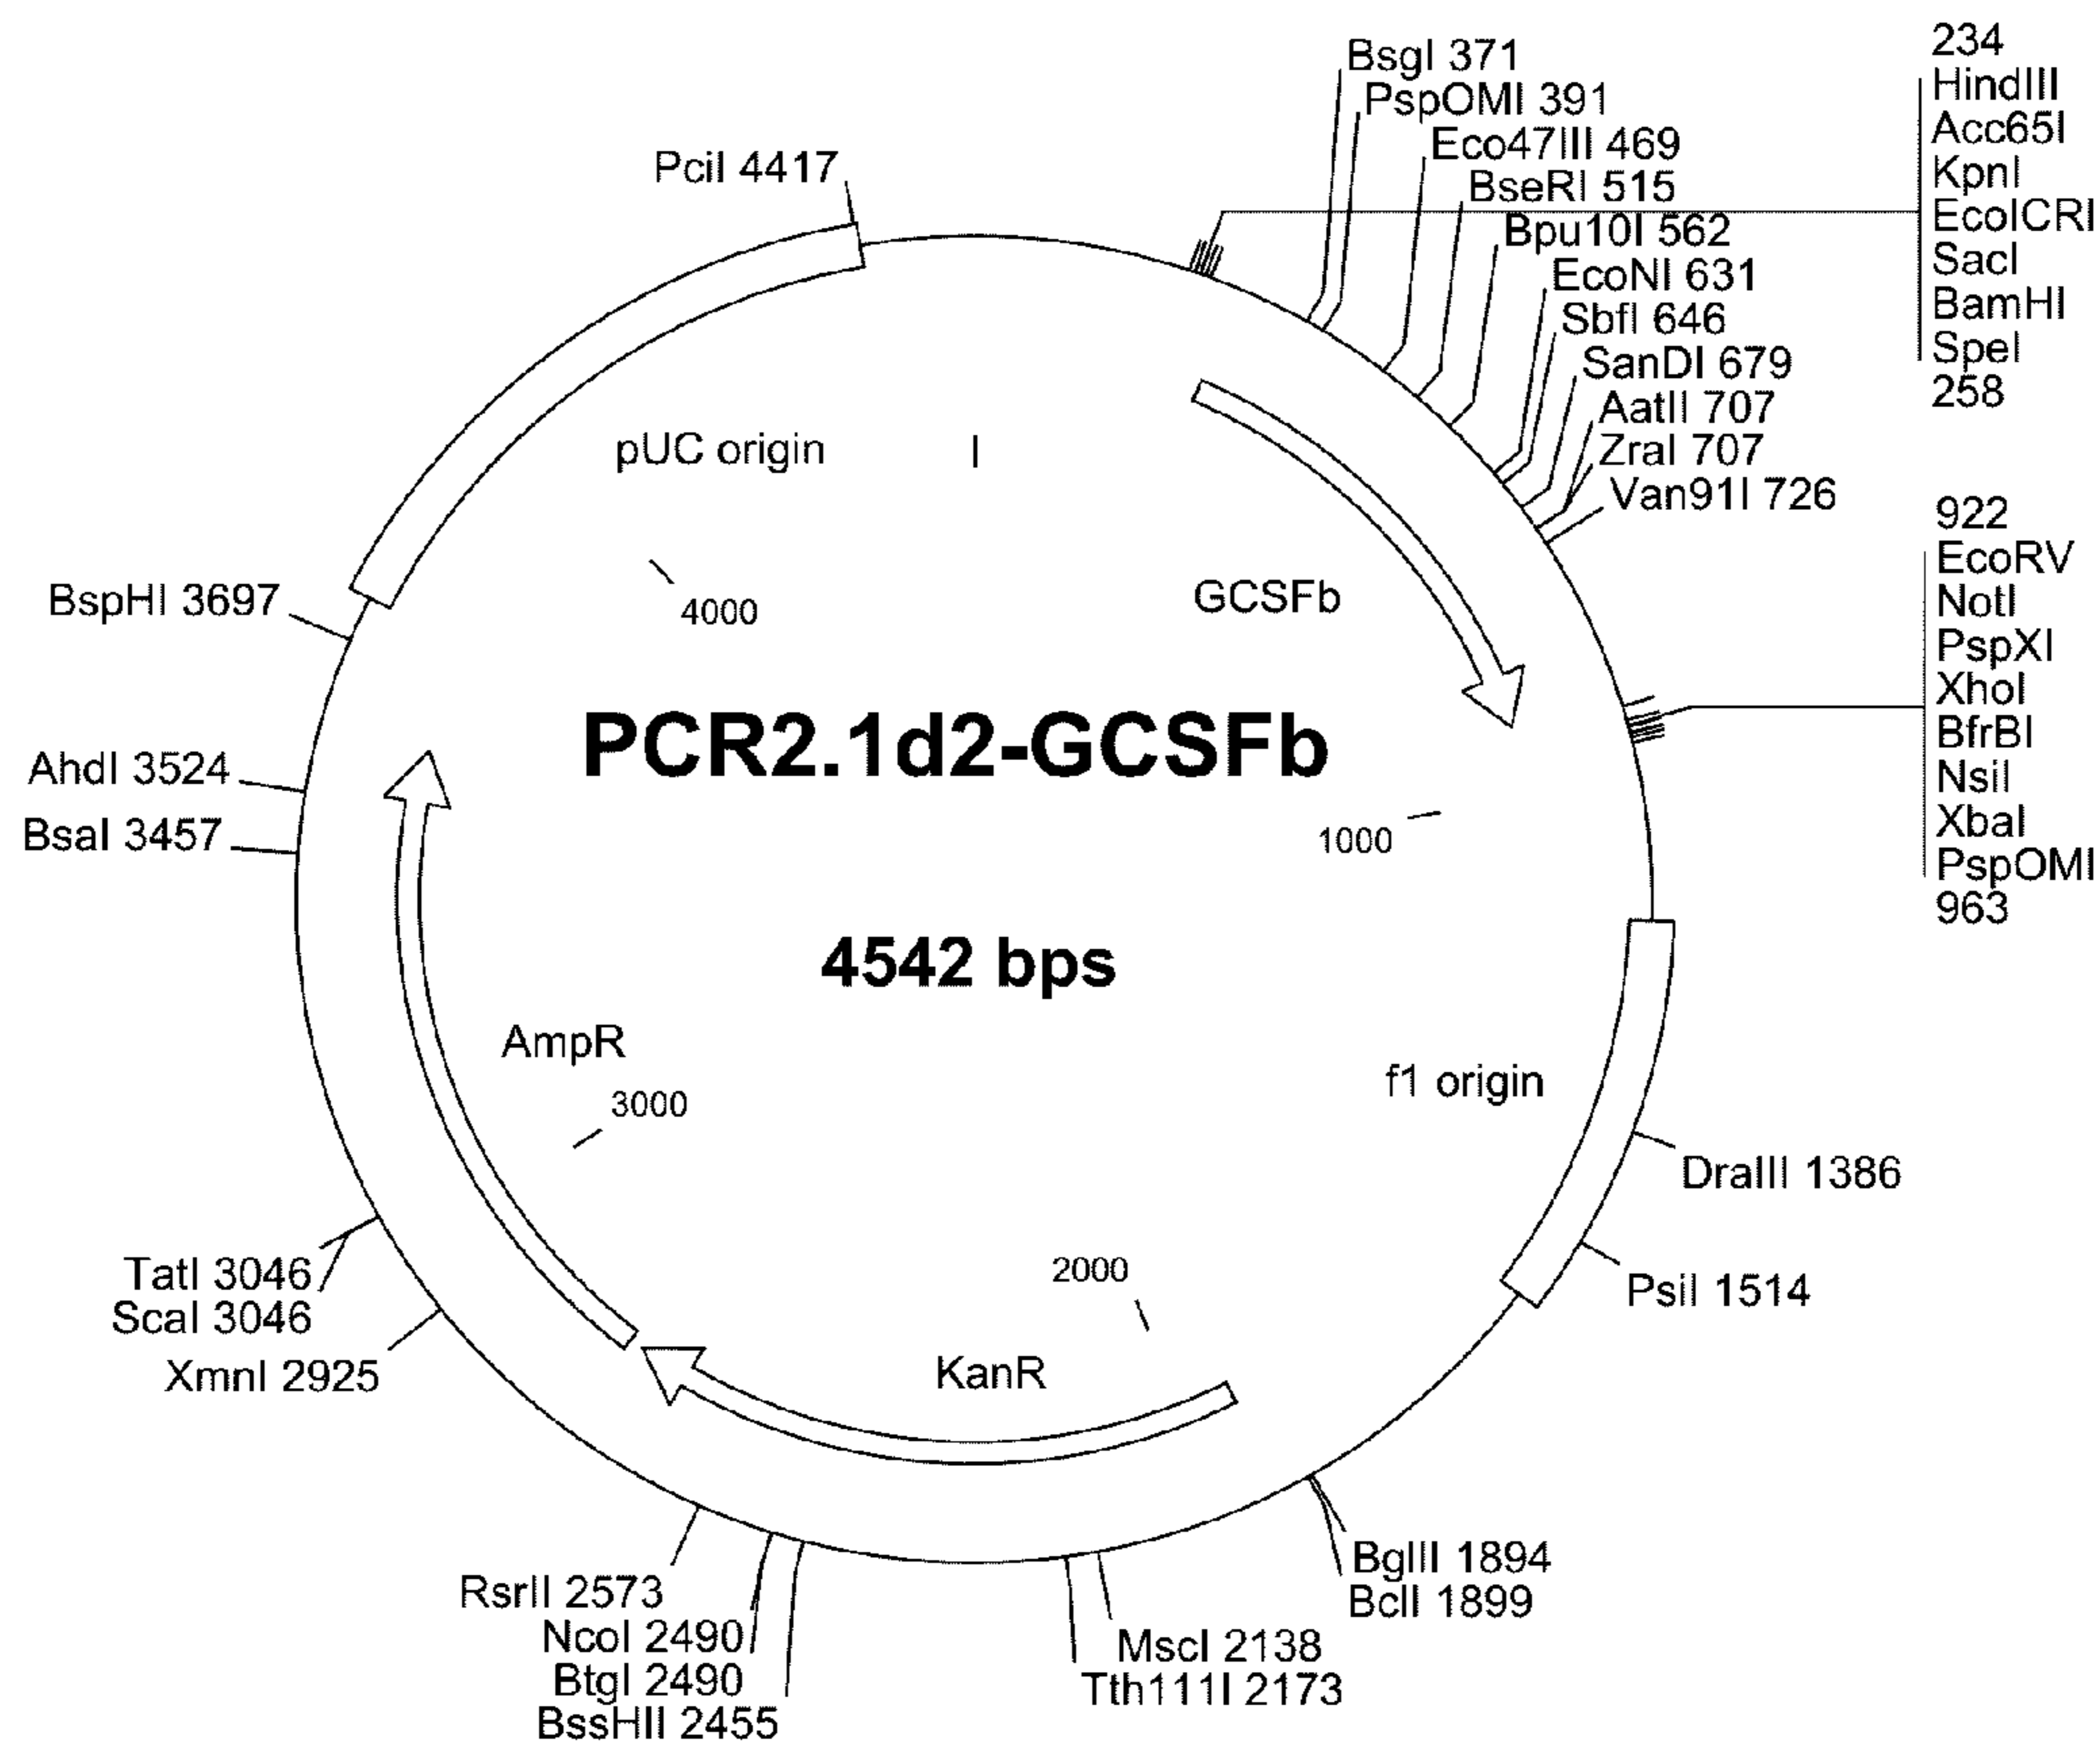 234
HindIII
Acc65I
KpnI
EcoICRI
SacI
BamHI
SpeI
258
BsgI 371
PspOMI 391
Eco47III 469
BseRI 515
Bpu10I 562
EcoNI 631
SbfI 646
SanDI 679
AatII 707
ZraI 707
Van91I 726
922
EcoRV
NotI
PspXI
XhoI
BfrBI
NsiI
XbaI
PspOMI
963
PciI 4417
pUC origin
I
4000
GCSFb
BspHI 3697
PCR2.1d2-GCSFb
AhdI 3524
BsaI 3457
1000
4542 bps
AmpR
3000
f1 origin
DraIII 1386
PsiI 1514
2000
KanR
TatI 3046
ScaI 3046
XmnI 2925
BglII 1894
BclI 1899
RsrII 2573
NcoI 2490
BtgI 2490
BssHII 2455
MscI 2138
Tth111I 2173